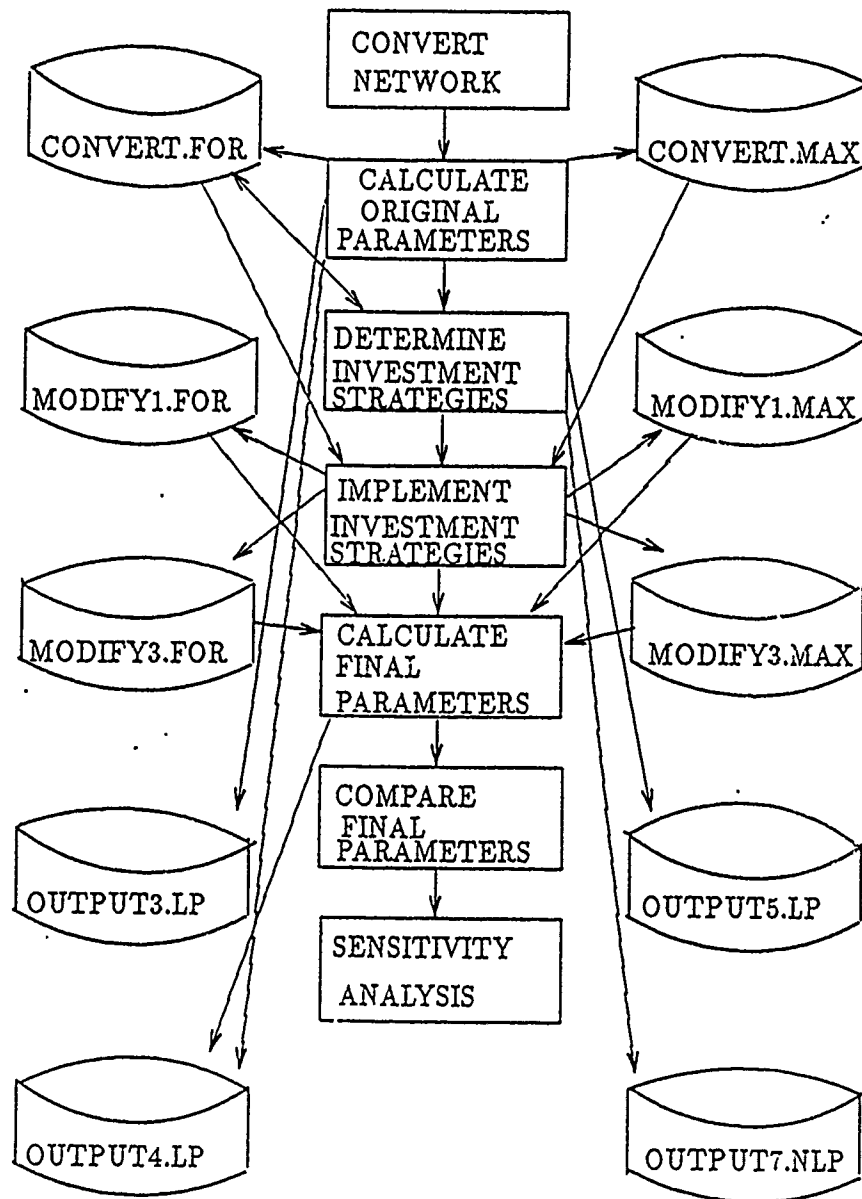 CONVERT
NETWORK
CONVERT.FOR
CONVERT.MAX
CALCULATE
ORIGINAL
PARAMETERS
DETERMINE
INVESTMENT
STRATEGIES
MODIFY1.FOR
MODIFY1.MAX
IMPLEMENT
INVESTMENT
STRATEGIES
MODIFY3.FOR
MODIFY3.MAX
CALCULATE
FINAL
PARAMETERS
COMPARE
FINAL
PARAMETERS
OUTPUT3.LP
OUTPUT5.LP
SENSITIVITY
ANALYSIS
OUTPUT4.LP
OUTPUT7.NLP